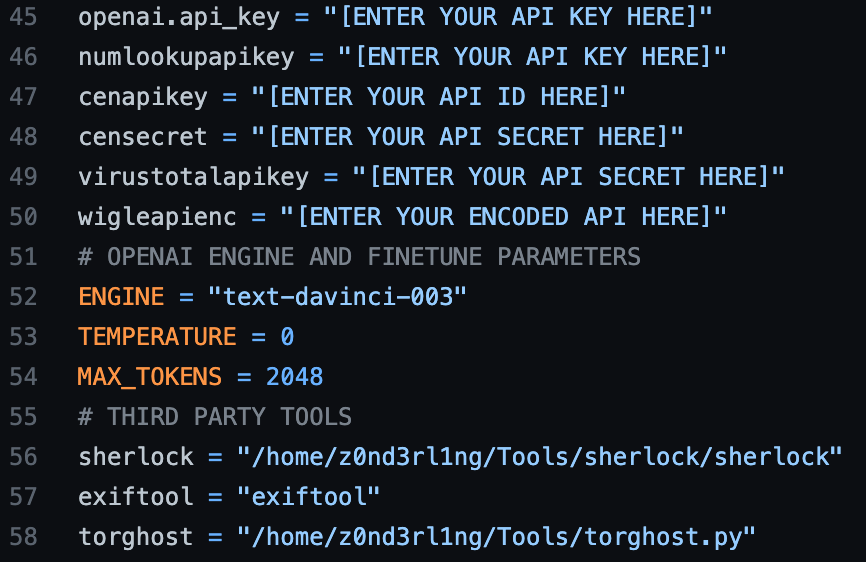 45 openai.api_key = "[ENTER YOUR API KEY HERE]"
46 numlookupapikey = "[ENTER YOUR API KEY HERE]"
47 cenapikey = "[ENTER YOUR API ID HERE]"
48 censecret = "[ENTER YOUR API SECRET HERE]"
49 virustotalapikey = "[ENTER YOUR API SECRET HERE]"
50 wigleapienc = "[ENTER YOUR ENCODED API HERE]"
51 # OPENAI ENGINE AND FINETUNE PARAMETERS
52 ENGINE = "text-davinci-003"
53 TEMPERATURE = 0
54 MAX_TOKENS = 2048
55 # THIRD PARTY TOOLS
56 sherlock = "/home/z0nd3rl1ng/Tools/sherlock/sherlock"
57 exiftool = "exiftool"
58 torghost = "/home/z0nd3rl1ng/Tools/torghost.py"